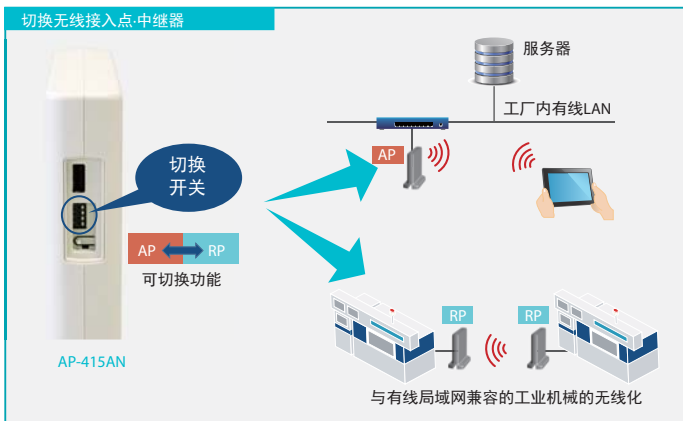 切换无线接入点·中继器
服务器
工厂内有线LAN
切换
开关
AP
AP RP
可切换功能
AP-415AN
RP
RP
与有线局域网兼容的工业机械的无线化